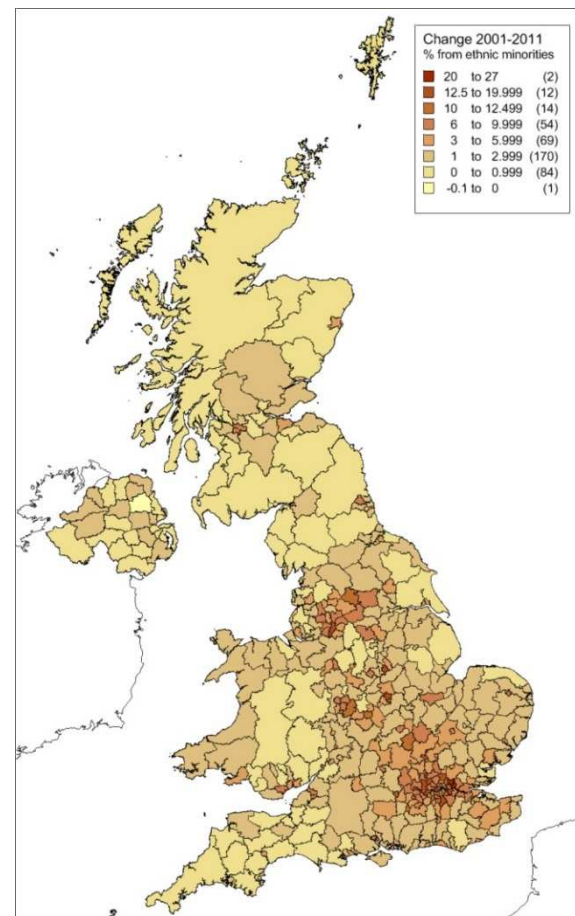 Change 2001-2011
% from ethnic minorities
20 to 27 (2)
12.5 to 19.999 (12)
10 to 12.499 (14)
6 to 9.999 (54)
3 to 5.999 (69)
1 to 2.999 (170)
0 to 0.999 (84)
-0.1 to 0 (1)